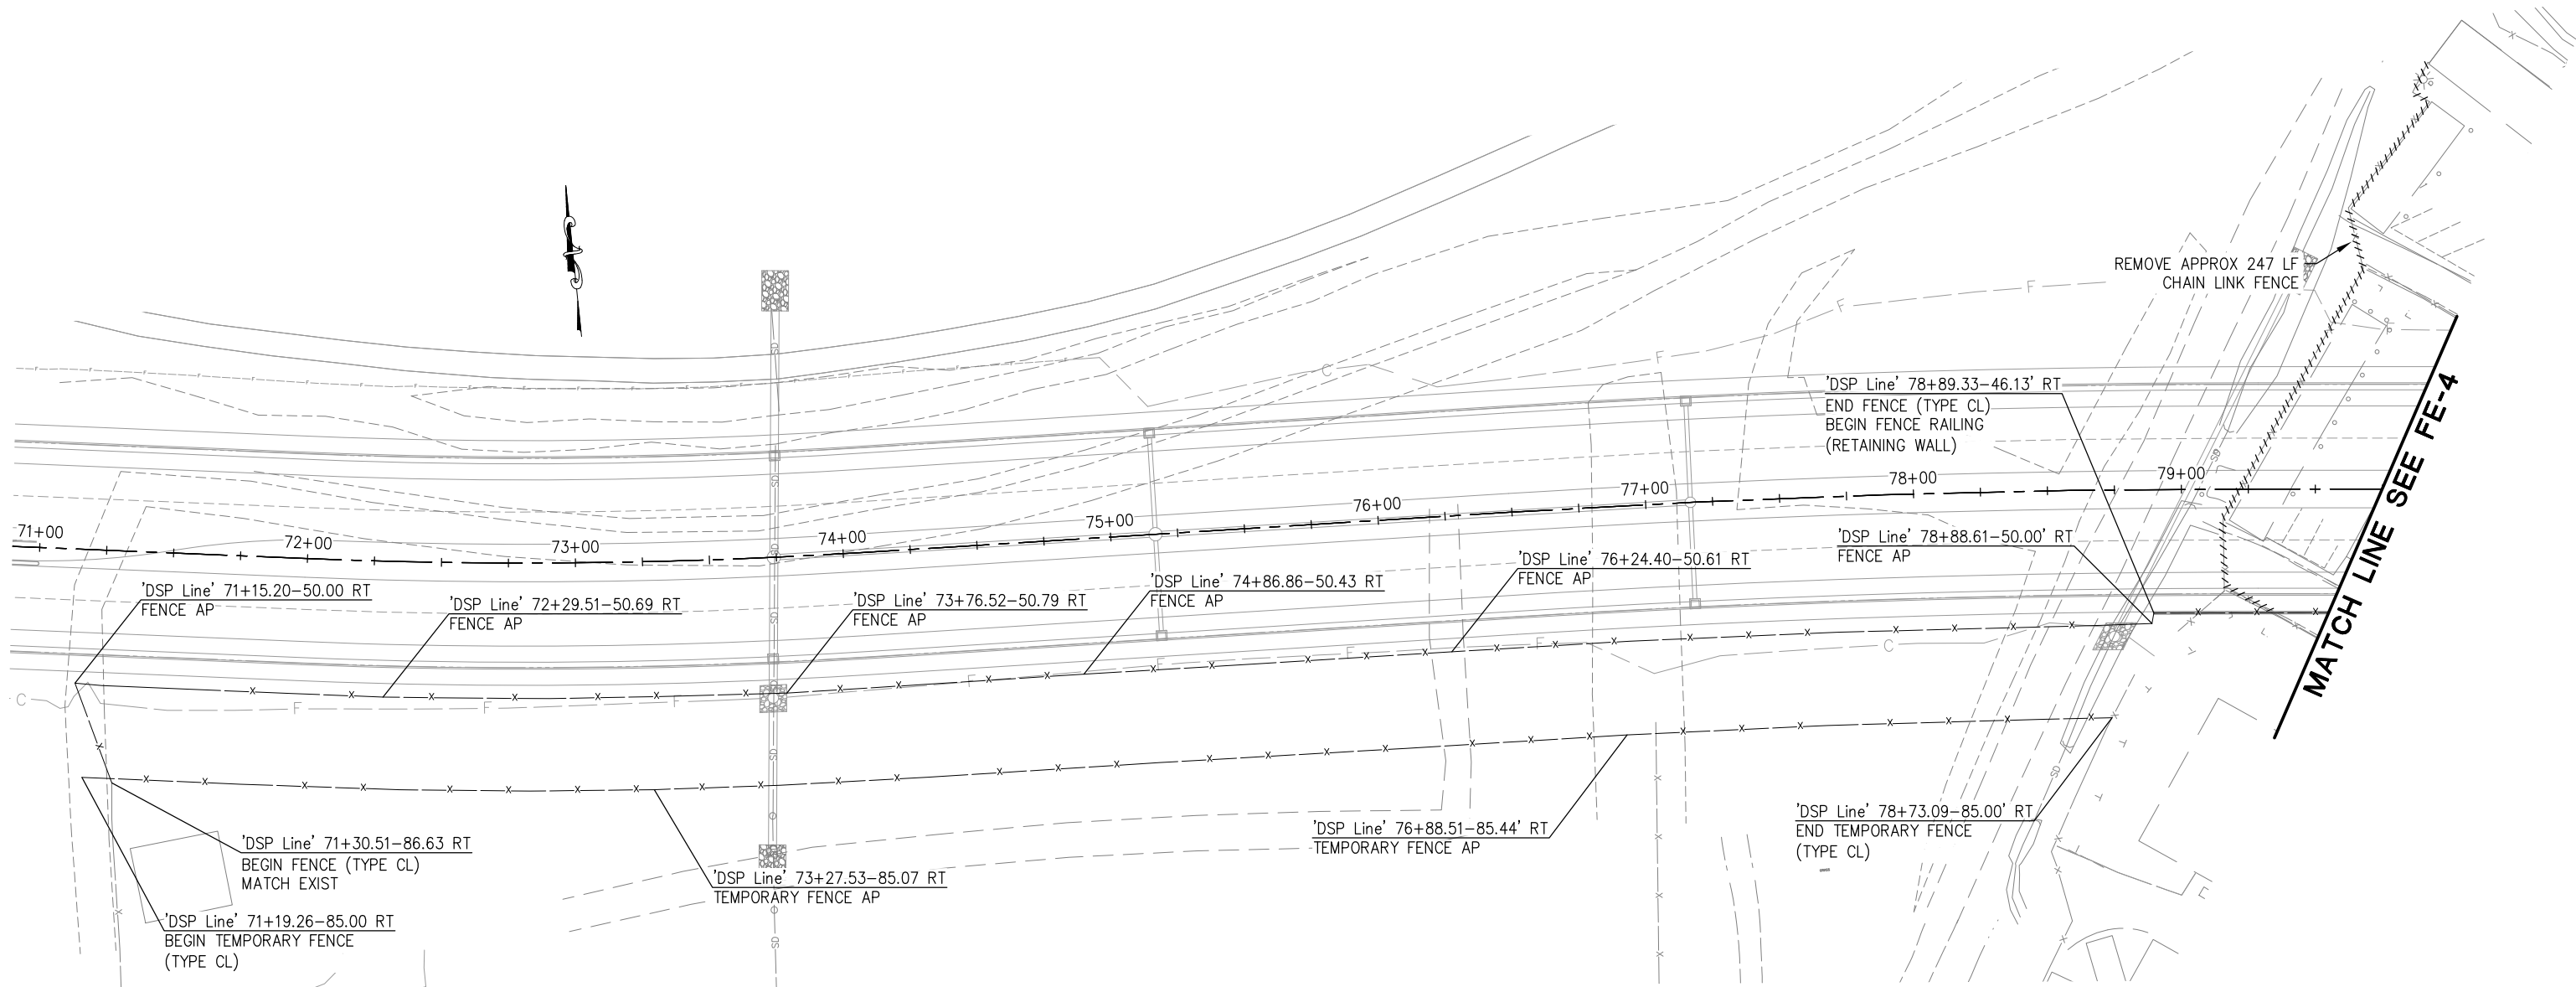 REMOVE APPROX 247 LF
CHAIN LINK FENCE
'DSP Line' 78+89.33-46.13' RT
END FENCE (TYPE CL)
BEGIN FENCE RAILING
(RETAINING WALL)
MATCH LINE SEE FE-4
71+00
72+00
73+00
74+00
75+00
76+00
77+00
78+00
79+00
'DSP Line' 78+88.61-50.00' RT
FENCE AP
'DSP Line' 76+24.40-50.61 RT
FENCE AP
'DSP Line' 74+86.86-50.43 RT
FENCE AP
'DSP Line' 73+76.52-50.79 RT
FENCE AP
'DSP Line' 72+29.51-50.69 RT
FENCE AP
'DSP Line' 71+15.20-50.00 RT
FENCE AP
'DSP Line' 71+30.51-86.63 RT
BEGIN FENCE (TYPE CL)
MATCH EXIST
'DSP Line' 71+19.26-85.00 RT
BEGIN TEMPORARY FENCE
(TYPE CL)
'DSP Line' 73+27.53-85.07 RT
TEMPORARY FENCE AP
'DSP Line' 76+88.51-85.44' RT
TEMPORARY FENCE AP
'DSP Line' 78+73.09-85.00' RT
END TEMPORARY FENCE
(TYPE CL)